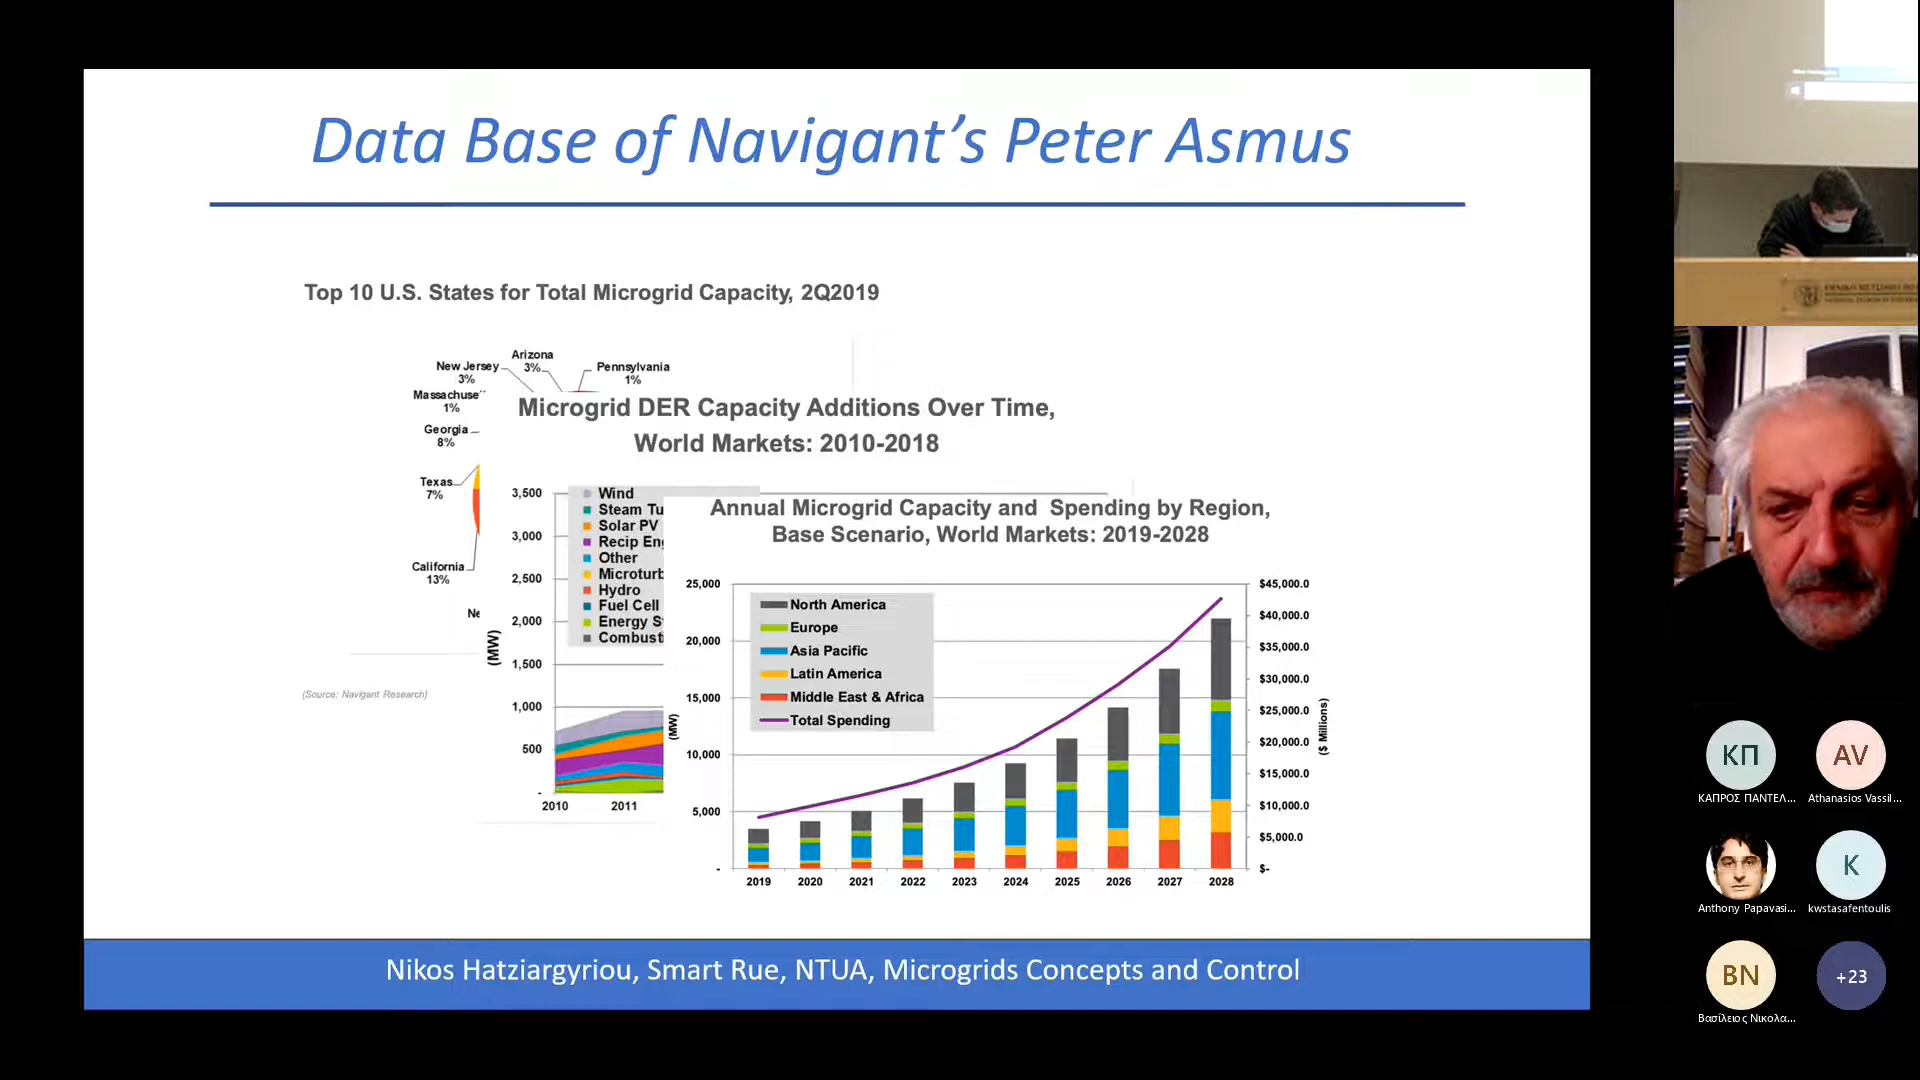 Data Base of Navigant's Peter Asmus
Top 10 U.S. States for Total Microgrid Capacity, 2Q2019
Arizona
3%
New Jersey
3%
Pennsylvania
1%
Massachuse
1%
Georgia
8%
Texas
7%
California
13%
Ne
(Source: Navigant Research)
Microgrid DER Capacity Additions Over Time,
World Markets: 2010-2018
3,500
3,000
2,500
2,000
1,500
1,000
500
-
(MW)
Wind
Steam Tu
Solar PV
Recip Eng
Other
Microturb
Hydro
Fuel Cell
Energy S
Combust
2010 2011
Annual Microgrid Capacity and Spending by Region,
Base Scenario, World Markets: 2019-2028
25,000
20,000
15,000
10,000
5,000
-
(MW)
North America
Europe
Asia Pacific
Latin America
Middle East & Africa
Total Spending
$45,000.0
$40,000.0
$35,000.0
$30,000.0
$25,000.0
$20,000.0
$15,000.0
$10,000.0
$5,000.0
$-
($ Millions)
2019 2020 2021 2022 2023 2024 2025 2026 2027 2028
Nikos Hatziargyriou, Smart Rue, NTUA, Microgrids Concepts and Control
ΚΠ
ΚΑΠΡΟΣ ΠΑΝΤΕΛ...
AV
Athanasios Vassil...
Anthony Papavasi...
K
kwstasafentoulis
BN
Βασίλειος Νικολα...
+23